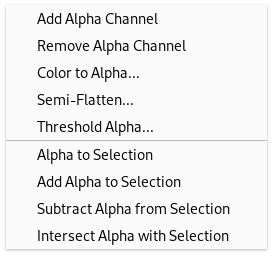 Add Alpha Channel
Remove Alpha Channel
Color to Alpha...
Semi-Flatten...
Threshold Alpha...
Alpha to Selection
Add Alpha to Selection
Subtract Alpha from Selection
Intersect Alpha with Selection